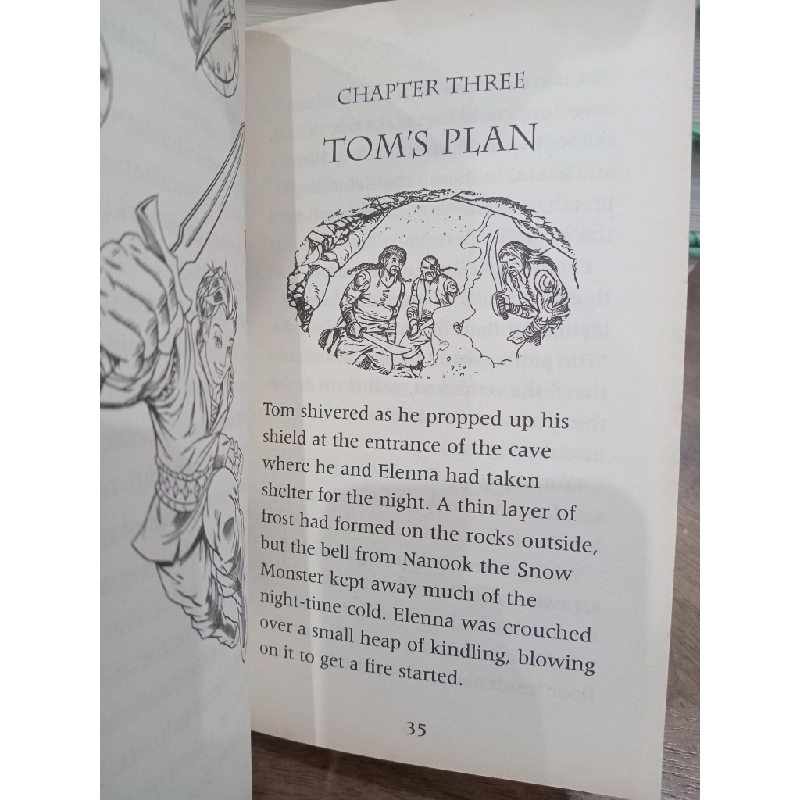 CHAPTER THREE
TOM'S PLAN
Tom shivered as he propped up his
shield at the entrance of the cave
where he and Elenna had taken
shelter for the night. A thin layer of
frost had formed on the rocks outside,
but the bell from Nanook the Snow
Monster kept away much of the
night-time cold. Elenna was crouched
over a small heap of kindling, blowing
on it to get a fire started.
35